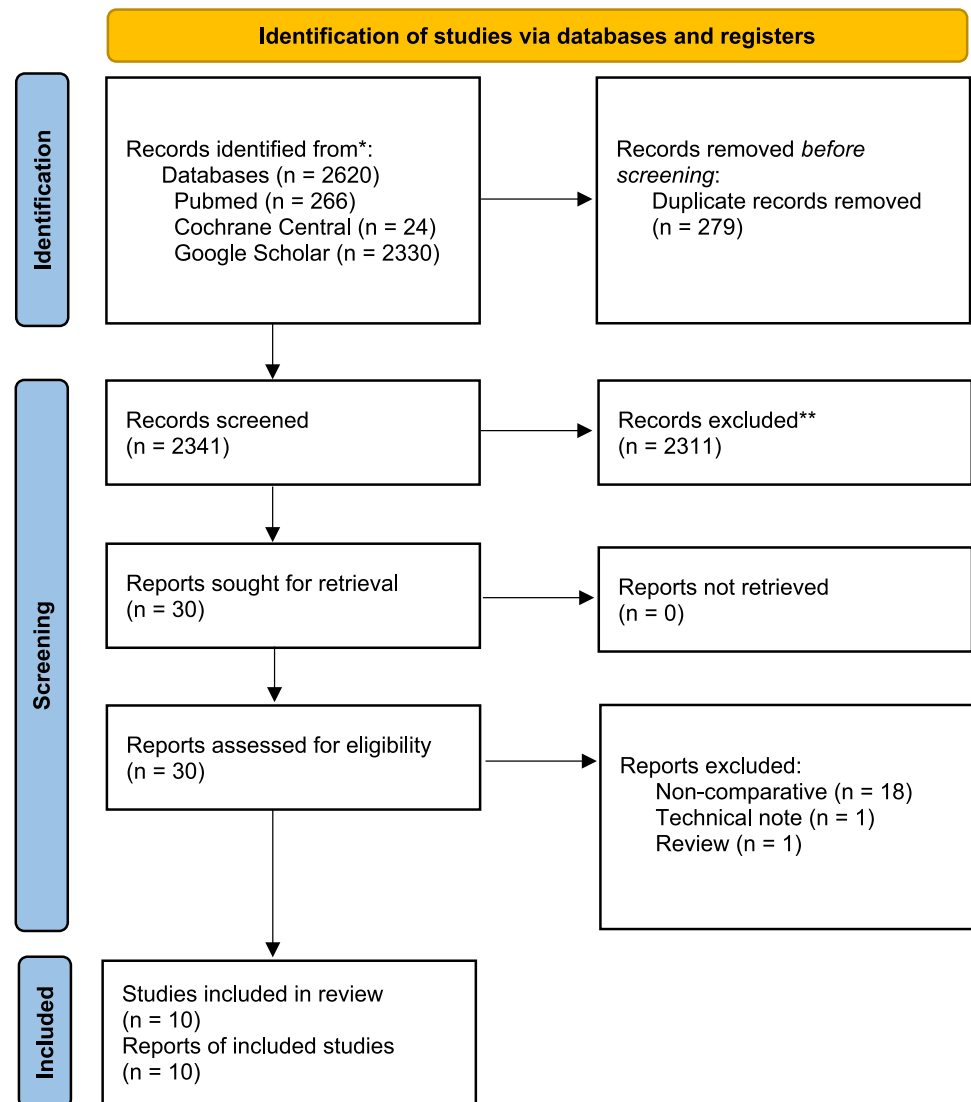 Identification of studies via databases and registers
Identification
Records identified from*:
Databases (n = 2620)
Pubmed (n = 266)
Cochrane Central (n = 24)
Google Scholar (n = 2330)
Records removed before
screening:
Duplicate records removed
(n = 279)
Screening
Records screened
(n = 2341)
Records excluded**
(n = 2311)
Reports sought for retrieval
(n = 30)
Reports not retrieved
(n = 0)
Reports assessed for eligibility
(n = 30)
Reports excluded:
Non-comparative (n = 18)
Technical note (n = 1)
Review (n = 1)
Included
Studies included in review
(n = 10)
Reports of included studies
(n = 10)